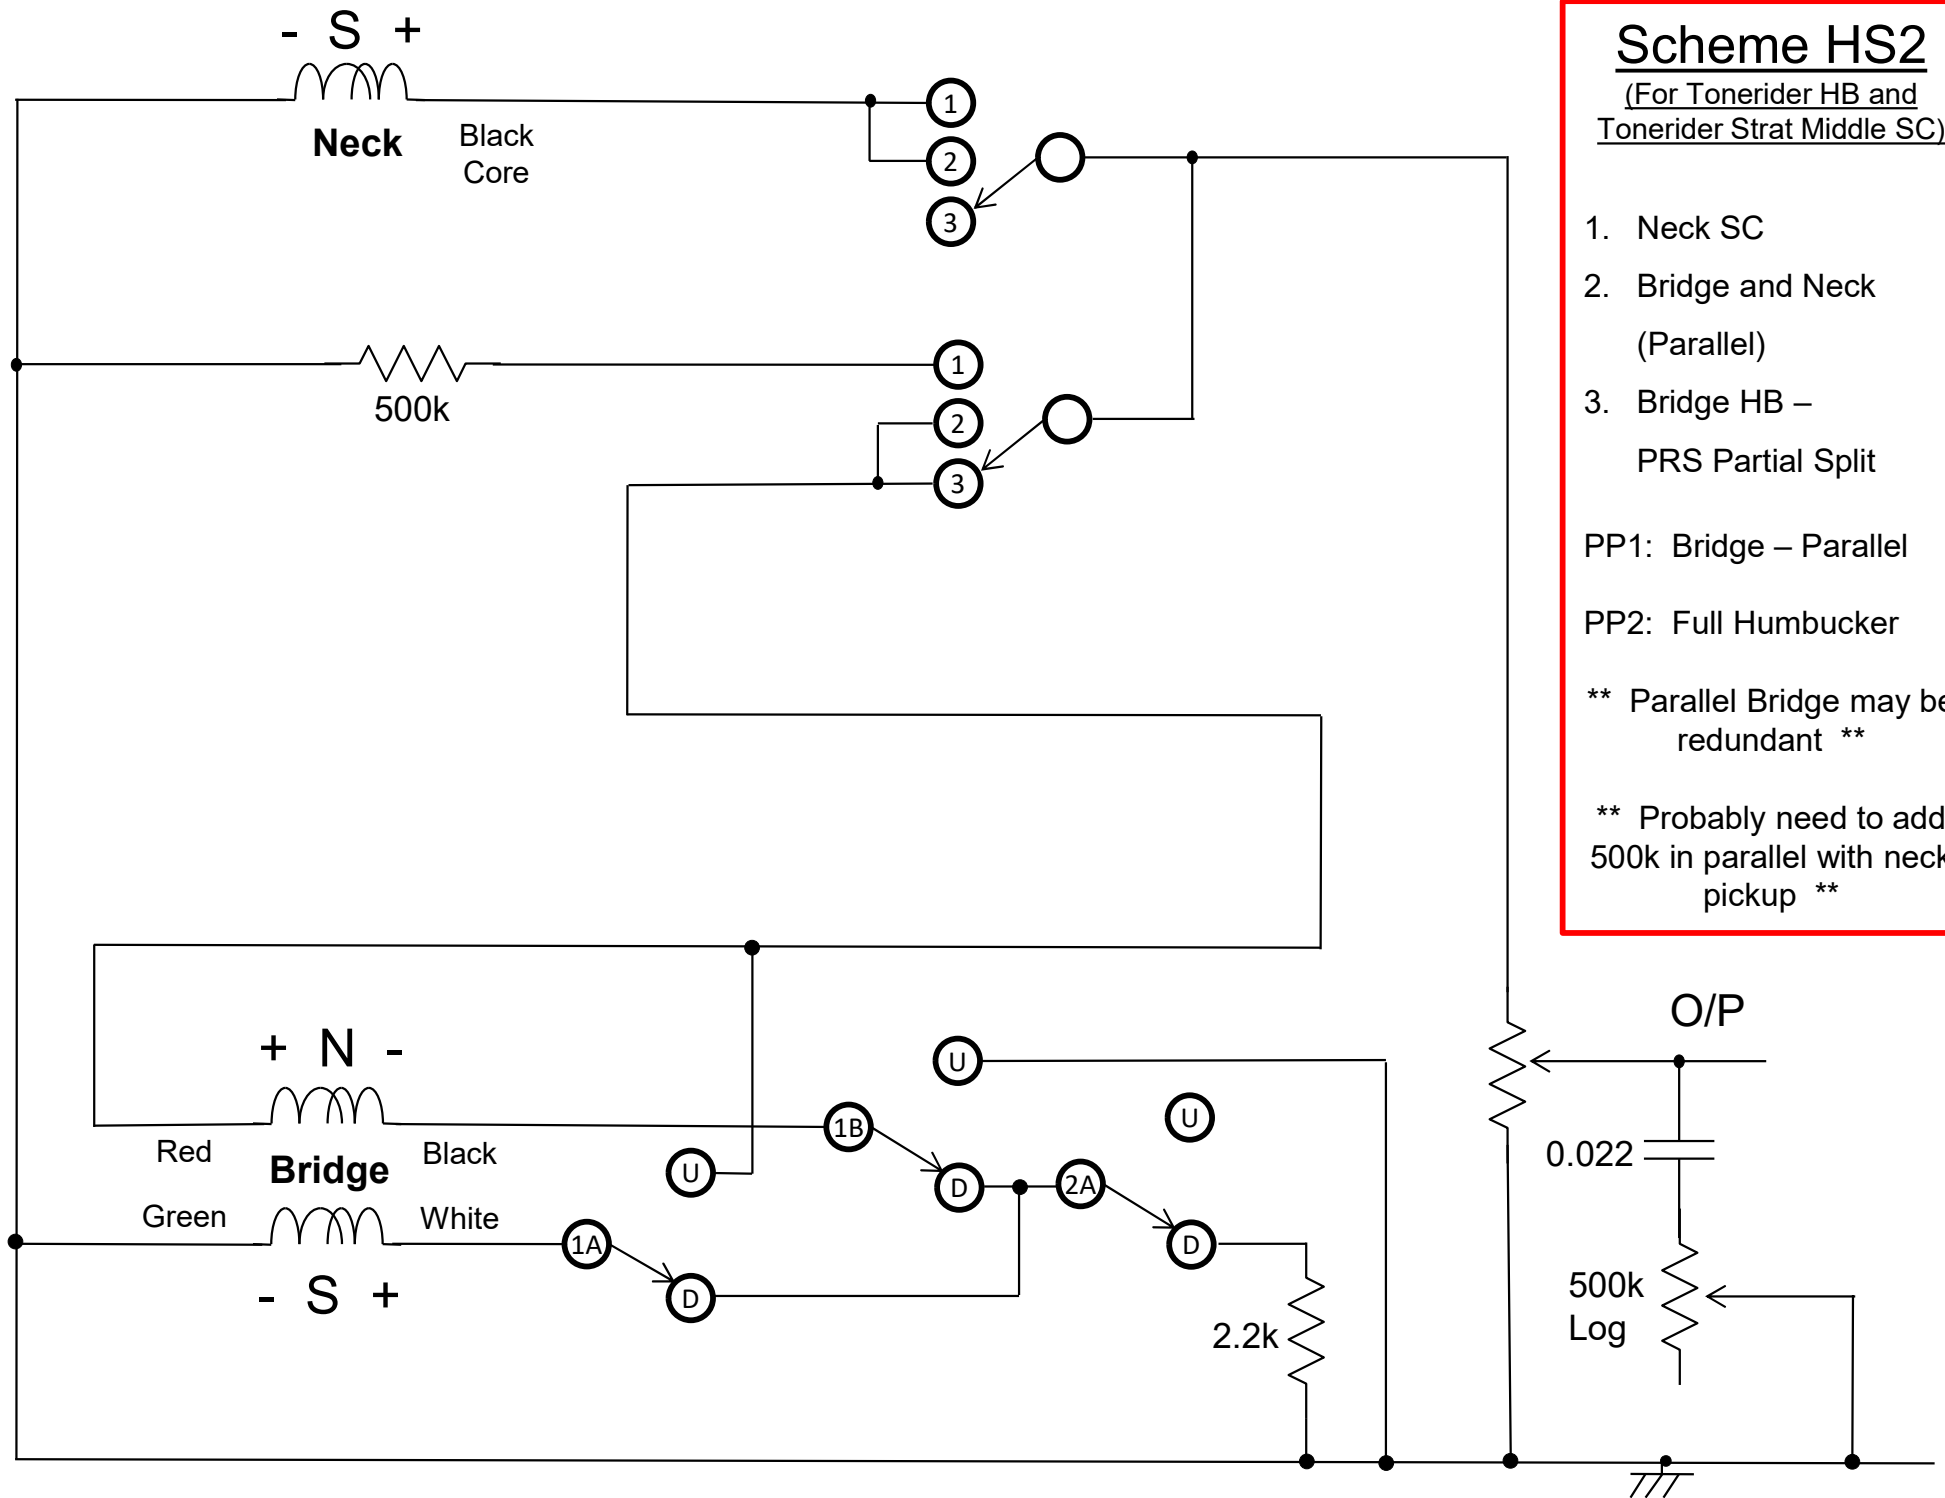 - S +
Neck
Black
Core
1
2
3
500k
1
2
3
+ N -
Red
Bridge
Black
Green
White
- S +
U
1A
D
1B
U
D
2A
U
D
2.2k
Scheme HS2
(For Tonerider HB and
Tonerider Strat Middle SC)
1. Neck SC
2. Bridge and Neck
(Parallel)
3. Bridge HB –
PRS Partial Split
PP1: Bridge – Parallel
PP2: Full Humbucker
** Parallel Bridge may be
redundant **
** Probably need to add
500k in parallel with neck
pickup **
O/P
0.022
500k
Log